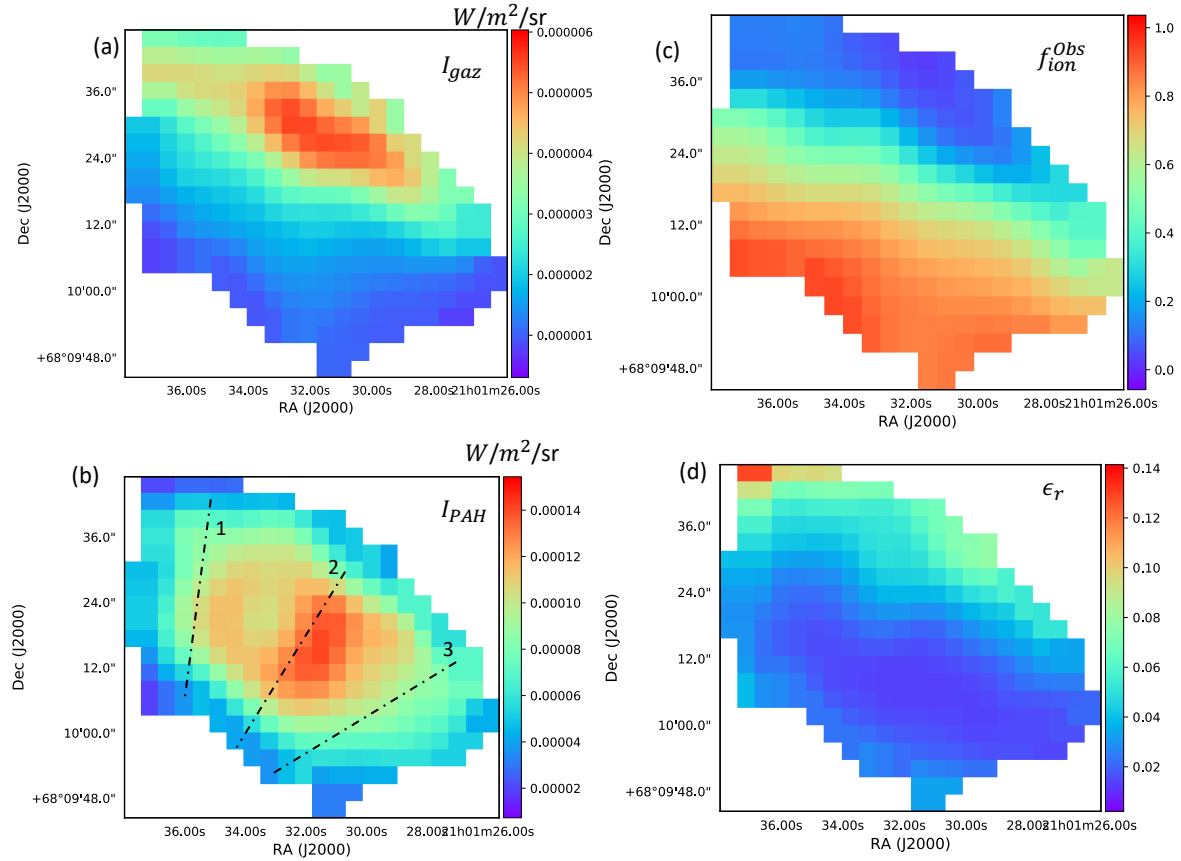 (a)
W/m²/sr
I_gaz
0.000006
0.000005
0.000004
0.000003
0.000002
0.000001
36.0"
24.0"
12.0"
10'00.0"
+68°09'48.0"
Dec (J2000)
36.00s 34.00s 32.00s 30.00s 28.00s 21h01m26.00s
RA (J2000)
(c)
f_ion^Obs
1.0
0.8
0.6
0.4
0.2
0.0
36.0"
24.0"
12.0"
10'00.0"
+68°09'48.0"
Dec (J2000)
36.00s 34.00s 32.00s 30.00s 28.00s21h01m26.00s
RA (J2000)
(b)
W/m²/sr
I_PAH
1
2
3
0.00014
0.00012
0.00010
0.00008
0.00006
0.00004
0.00002
36.0"
24.0"
12.0"
10'00.0"
+68°09'48.0"
Dec (J2000)
36.00s 34.00s 32.00s 30.00s 28.00s21h01m26.00s
RA (J2000)
(d)
ϵ_r
0.14
0.12
0.10
0.08
0.06
0.04
0.02
36.0"
24.0"
12.0"
10'00.0"
+68°09'48.0"
Dec (J2000)
36.00s 34.00s 32.00s 30.00s 28.00s21h01m26.00s
RA (J2000)